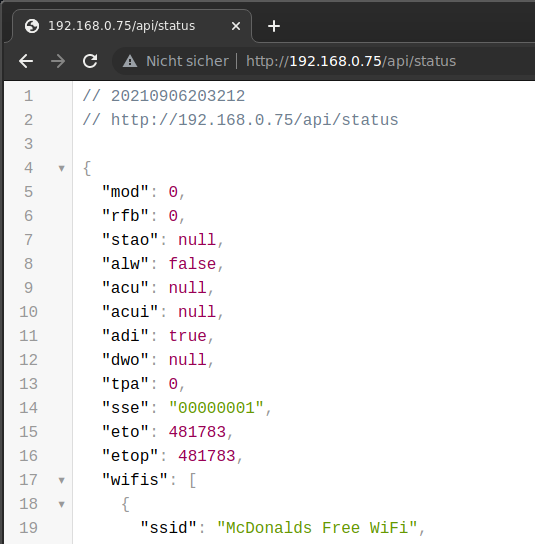 192.168.0.75/api/status
Nicht sicher | http://192.168.0.75/api/status
1 // 20210906203212
2 // http://192.168.0.75/api/status
3
4 {
5 "mod": 0,
6 "rfb": 0,
7 "stao": null,
8 "alw": false,
9 "acu": null,
10 "acui": null,
11 "adi": true,
12 "dwo": null,
13 "tpa": 0,
14 "sse": "00000001",
15 "eto": 481783,
16 "etop": 481783,
17 "wifis": [
18 {
19 "ssid": "McDonalds Free WiFi",